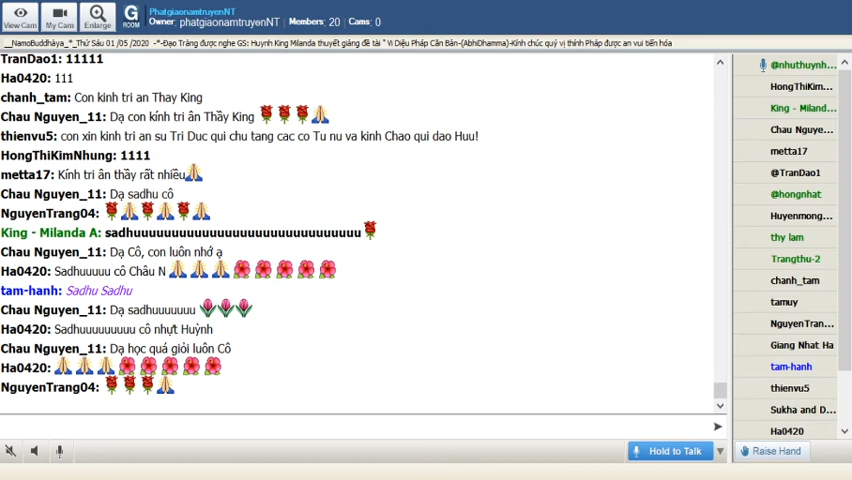 View Cam
My Cam
Enlarge
G
ROOM
PhatgiaonamtruyenNT
Owner: phatgiaonamtruyenNT Members: 20 Cams: 0
__NamoBuddhàya_*_Thứ Sáu 01 /05 /2020 -*-Đạo Tràng được nghe GS: Huynh King Milanda thuyết giảng đề tài " Vi Diệu Pháp Căn Bản-(AbhiDhamma)-Kính chúc quý vị thính Pháp được an vui tiến hóa
TranDao1: 11111
Ha0420: 111
chanh_tam: Con kinh tri an Thay King
Chau Nguyen_11: Dạ con kính tri ân Thầy King
thienvu5: con xin kinh tri an su Tri Duc qui chu tang cac co Tu nu va kinh Chao qui dao Huu!
HongThiKimNhung: 1111
metta17: Kính tri ân thầy rất nhiều
Chau Nguyen_11: Dạ sadhu cô
NguyenTrang04:
King - Milanda A: sadhuuuuuuuuuuuuuuuuuuuuuuuuuuuuuu
Chau Nguyen_11: Dạ Cô, con luôn nhớ ạ
Ha0420: Sadhuuuuu cô Châu N
tam-hanh: Sadhu Sadhu
Chau Nguyen_11: Dạ sadhuuuuuuu
Ha0420: Sadhuuuuuuuuu cô nhựt Huỳnh
Chau Nguyen_11: Dạ học quá giỏi luôn Cô
Ha0420:
NguyenTrang04:
@nhuthuynh...
HongThiKim...
King - Miland...
Chau Nguye...
metta17
@TranDao1
@hongnhat
Huyenmong...
thy lam
Trangthu-2
chanh_tam
tamuy
NguyenTran...
Giang Nhat Ha
tam-hanh
thienvu5
Sukha and D...
Ha0420
Hold to Talk
Raise Hand